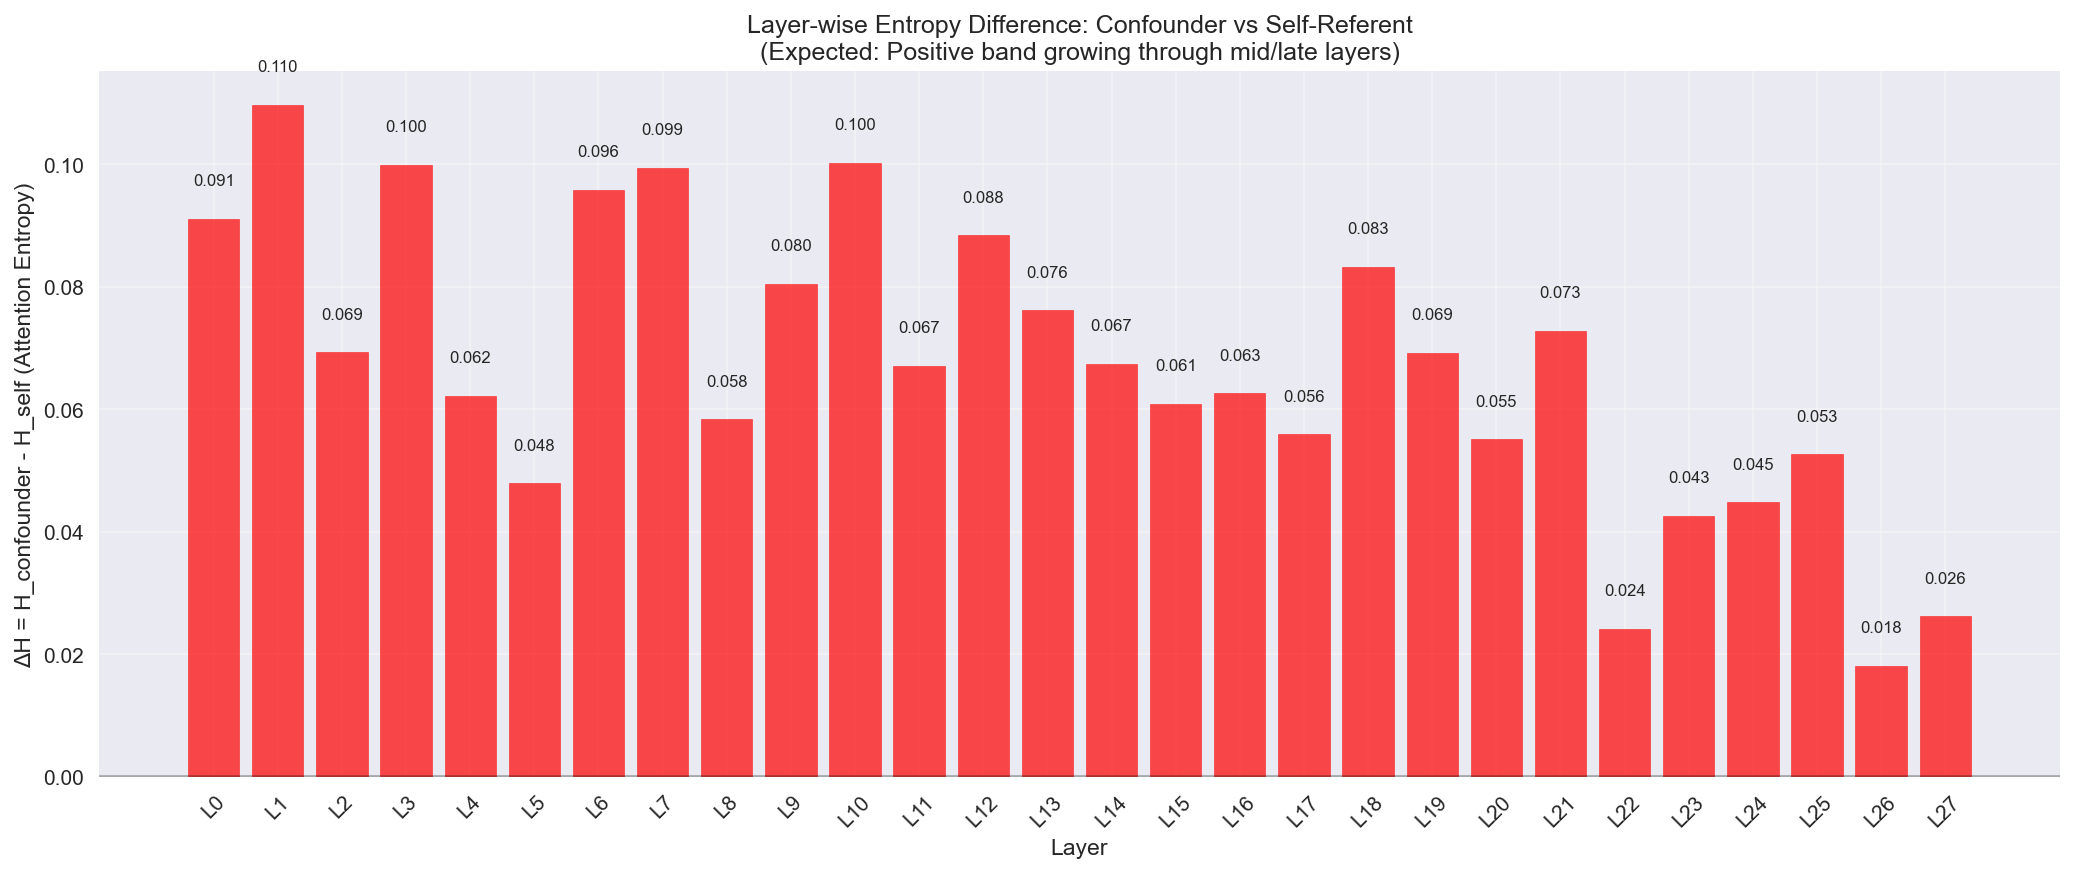 Layer-wise Entropy Difference: Confounder vs Self-Referent
(Expected: Positive band growing through mid/late layers)
ΔH = H_confounder - H_self (Attention Entropy)
0.10
0.08
0.06
0.04
0.02
0.00
0.091
0.110
0.069
0.100
0.062
0.048
0.096
0.099
0.058
0.080
0.100
0.067
0.088
0.076
0.067
0.061
0.063
0.056
0.083
0.069
0.055
0.073
0.024
0.043
0.045
0.053
0.018
0.026
L0
L1
L2
L3
L4
L5
L6
L7
L8
L9
L10
L11
L12
L13
L14
L15
L16
L17
L18
L19
L20
L21
L22
L23
L24
L25
L26
L27
Layer